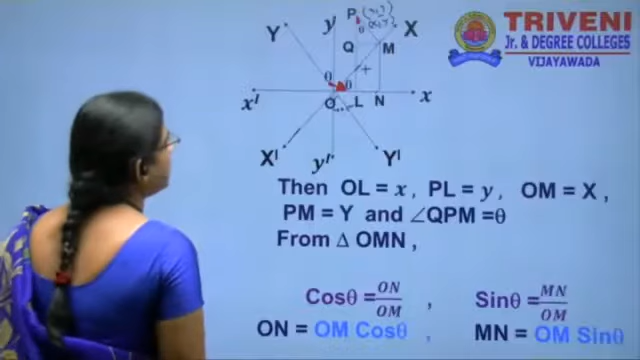 TRIVENI
Jr. & DEGREE COLLEGES
VIJAYAWADA
Y
y
P
(x,y)
X
Q
M
θ
θ
x'
O
L
N
x
X'
y'
Y'
Then OL = x , PL = y , OM = X ,
PM = Y and ∠QPM =θ
From Δ OMN ,
Cosθ = ON/OM , Sinθ = MN/OM
ON = OM Cosθ , MN = OM Sinθ